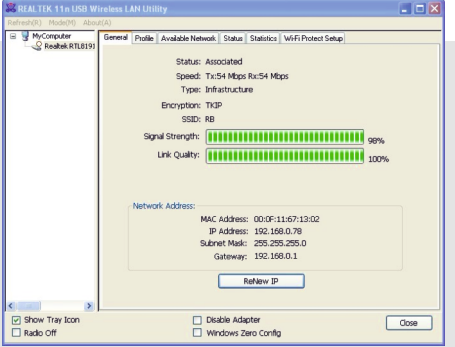 REALTEK 11n USB Wireless LAN Utility
Refresh(R) Mode(M) About(A)
MyComputer
Realtek RTL8191
General Profile Available Network Status Statistics Wi-Fi Protect Setup
Status: Associated
Speed: Tx:54 Mbps Rx:54 Mbps
Type: Infrastructure
Encryption: TKIP
SSID: RB
Signal Strength: 98%
Link Quality: 100%
Network Address:
MAC Address: 00:0F:11:67:13:02
IP Address: 192.168.0.78
Subnet Mask: 255.255.255.0
Gateway: 192.168.0.1
ReNew IP
Show Tray Icon
Radio Off
Disable Adapter
Windows Zero Config
Close